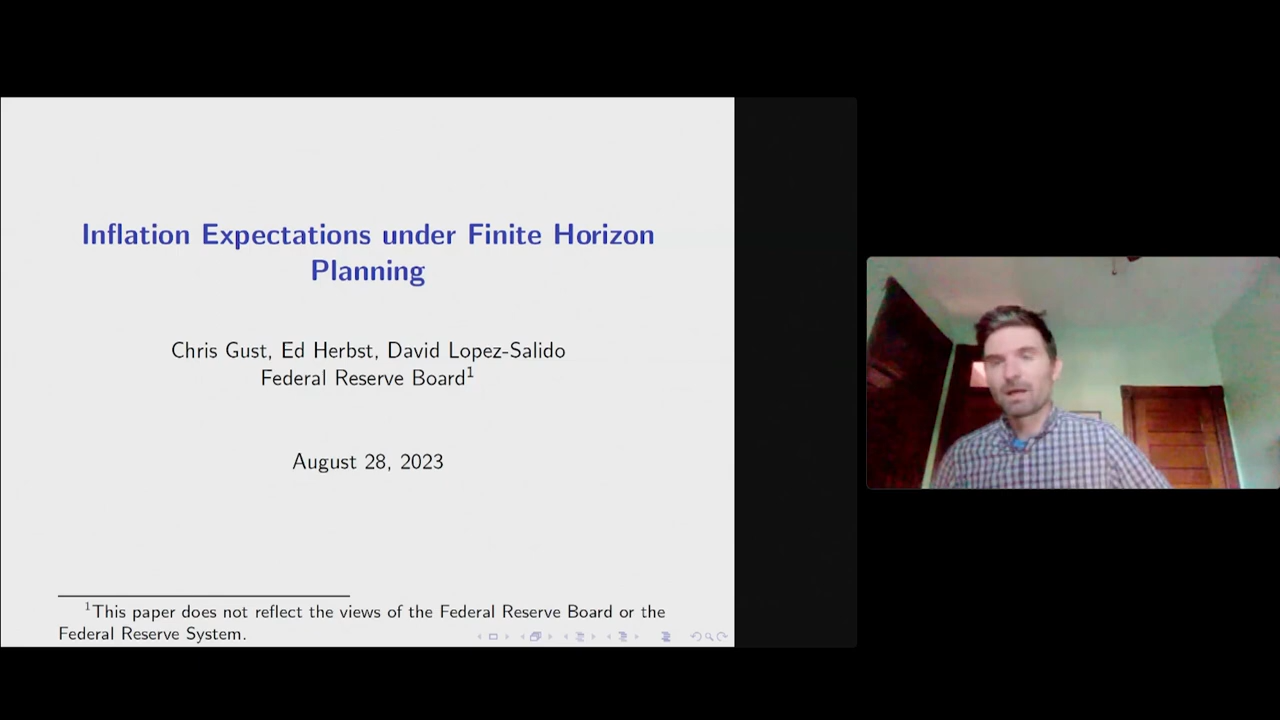 Inflation Expectations under Finite Horizon
Planning
Chris Gust, Ed Herbst, David Lopez-Salido
Federal Reserve Board¹
August 28, 2023
¹This paper does not reflect the views of the Federal Reserve Board or the
Federal Reserve System.